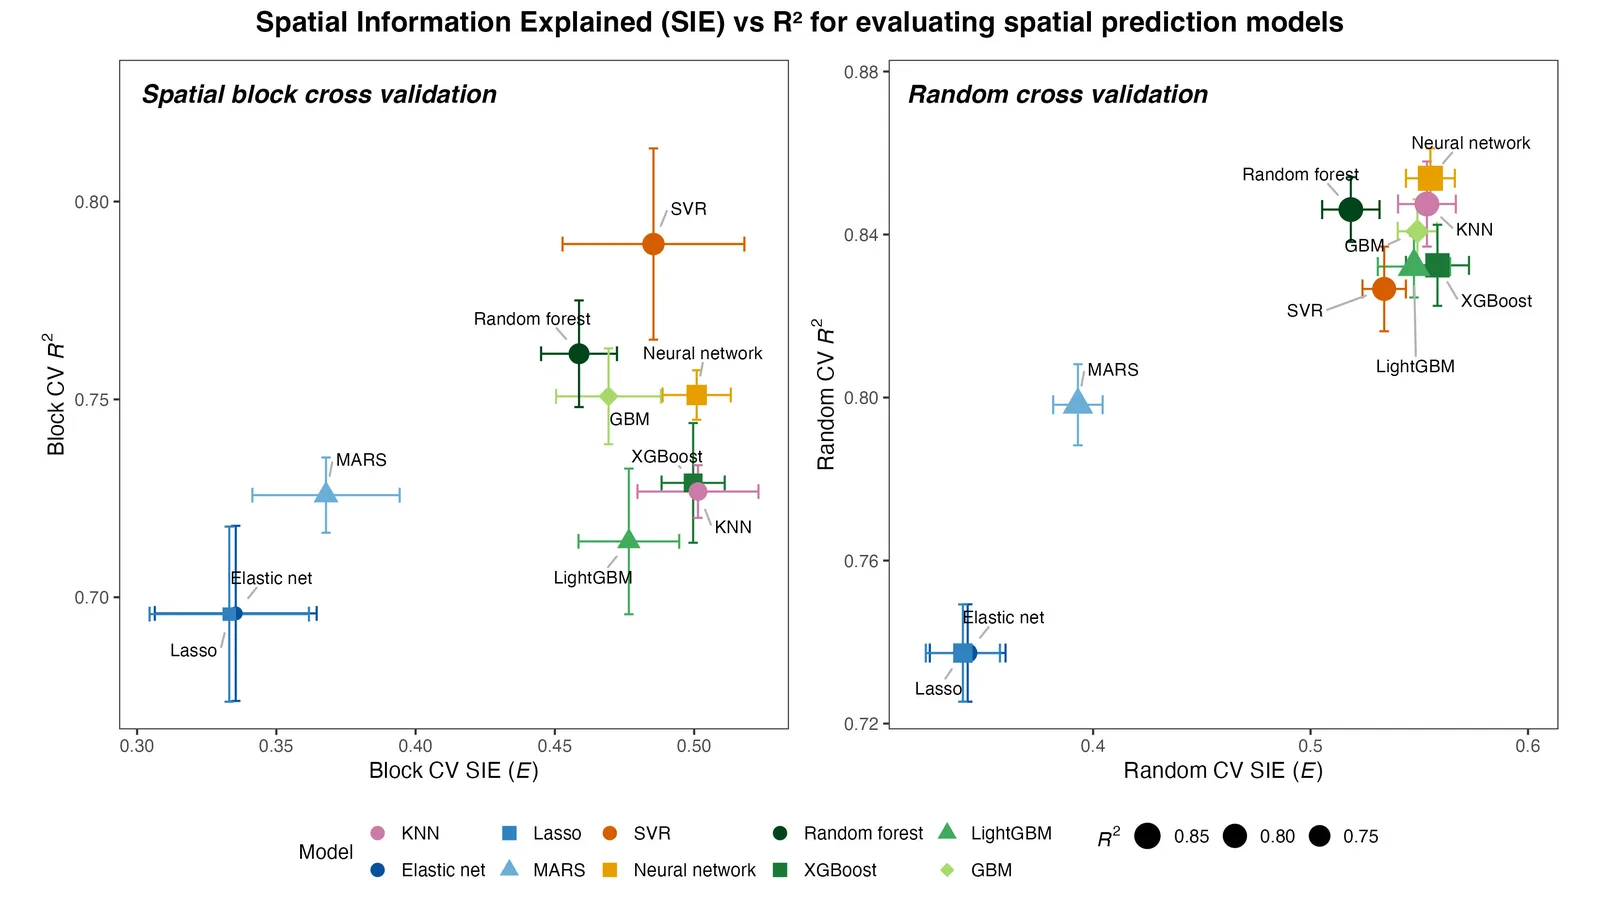 Spatial Information Explained (SIE) vs R² for evaluating spatial prediction models
Spatial block cross validation
0.80
0.75
0.70
Block CV R²
SVR
Random forest
Neural network
GBM
XGBoost
MARS
KNN
LightGBM
Elastic net
Lasso
0.30 0.35 0.40 0.45 0.50
Block CV SIE (E)
Random cross validation
0.88
0.84
0.80
0.76
0.72
Random CV R²
Neural network
Random forest
KNN
GBM
XGBoost
SVR
LightGBM
MARS
Elastic net
Lasso
0.4 0.5 0.6
Random CV SIE (E)
Model
KNN Lasso SVR Random forest LightGBM
Elastic net MARS Neural network XGBoost GBM
R² 0.85 0.80 0.75